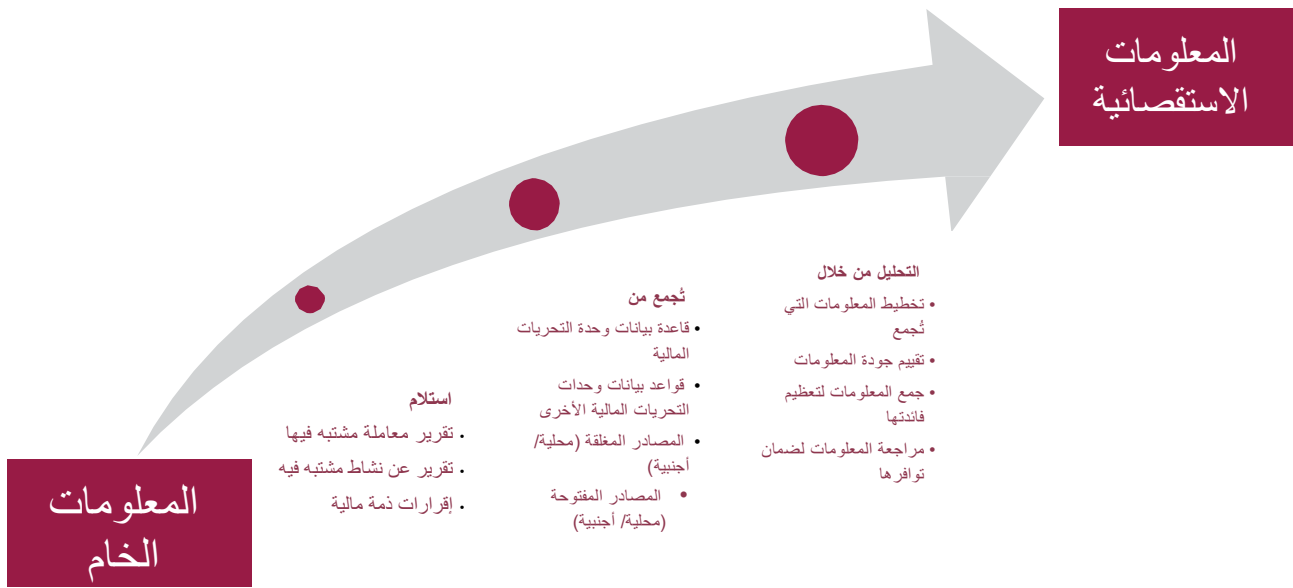 المعلومات
الاستقصائية
التحليل من خلال
• تخطيط المعلومات التي
تُجمع
• تقييم جودة المعلومات
• جمع المعلومات لتعظيم
فائدتها
• مراجعة المعلومات لضمان
توافرها
تُجمع من
• قاعدة بيانات وحدة التحريات
المالية
• قواعد بيانات وحدات
التحريات المالية الأخرى
• المصادر المغلقة (محلية/
أجنبية)
• المصادر المفتوحة
(محلية/ أجنبية)
استلام
• تقرير معاملة مشتبه فيها
• تقرير عن نشاط مشتبه فيه
• إقرارات ذمة مالية
المعلومات
الخام